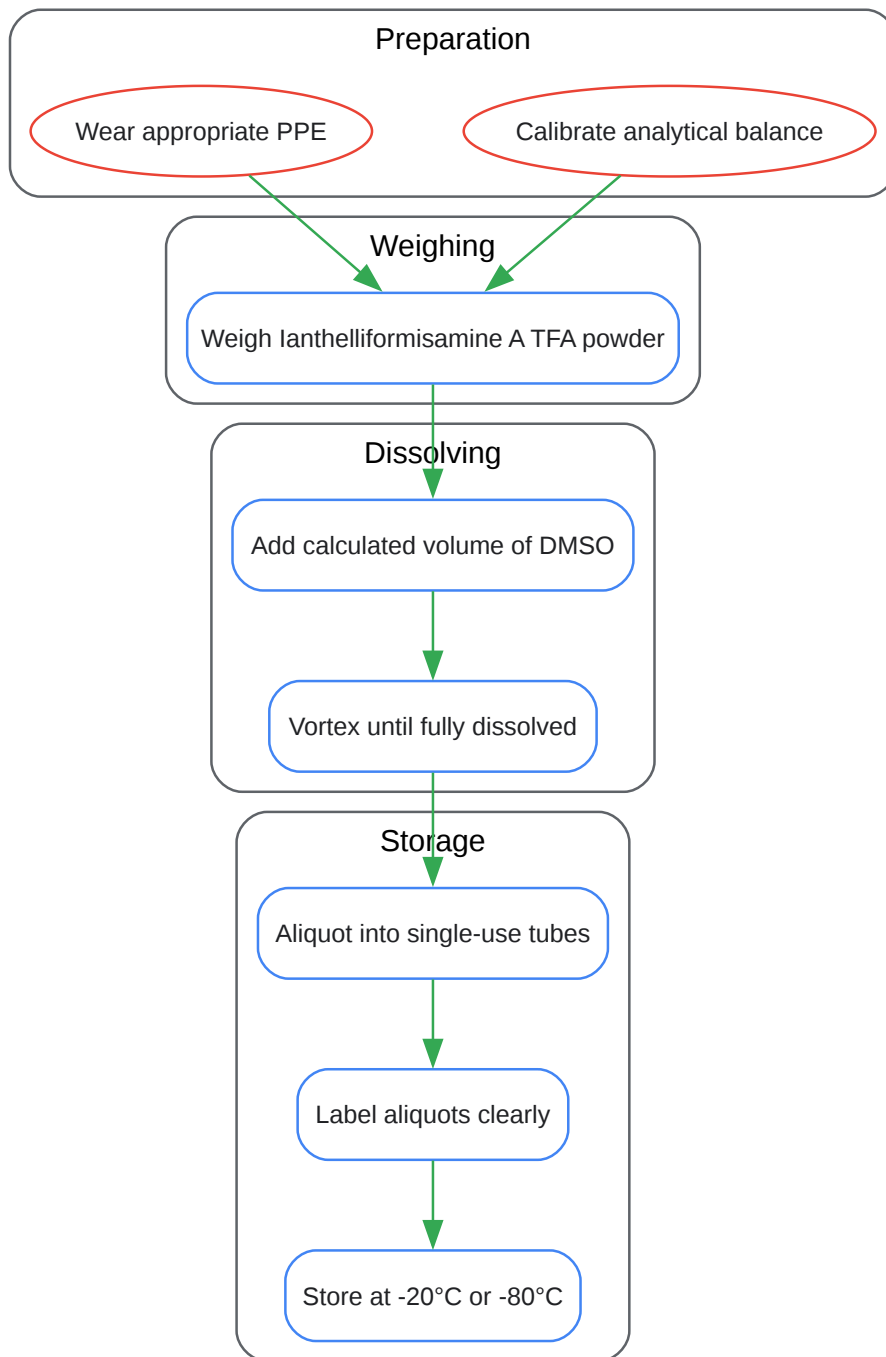 Preparation
Wear appropriate PPE
Calibrate analytical balance
Weighing
Weigh Ianthelliformisamine A TFA powder
Dissolving
Add calculated volume of DMSO
Vortex until fully dissolved
Storage
Aliquot into single-use tubes
Label aliquots clearly
Store at -20°C or -80°C